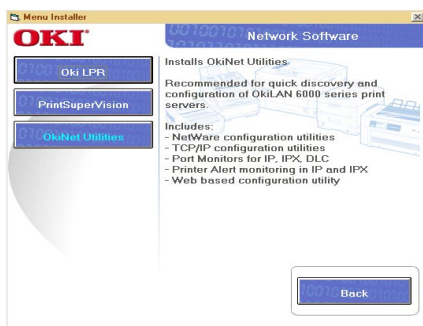 Menu Installer
OKI
Network Software
Oki LPR
PrintSuperVision
OkiNet Utilities
Installs OkiNet Utilities.
Recommended for quick discovery and
configuration of OkiLAN 6000 series print
servers.
Includes:
- NetWare configuration utilities
- TCP/IP configuration utilities
- Port Monitors for IP, IPX, DLC
- Printer Alert monitoring in IP and IPX
- Web based configuration utility
Back